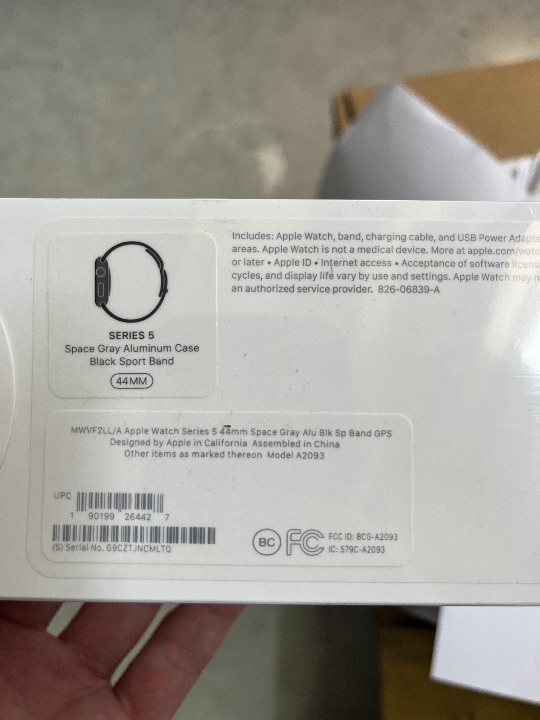 SERIES 5
Space Gray Aluminum Case
Black Sport Band
44MM
Includes: Apple Watch, band, charging cable, and USB Power Adapte
areas. Apple Watch is not a medical device. More at apple.com/watc
or later • Apple ID • Internet access • Acceptance of software licens
cycles, and display life vary by use and settings. Apple Watch may n
an authorized service provider. 826-06839-A
MWVF2LL/A Apple Watch Series 5 44mm Space Gray Alu Blk Sp Band GPS
Designed by Apple in California Assembled in China
Other items as marked thereon Model A2093
UPC
1 90199 26442 7
(S) Serial No. G9CZTJNCMLTQ
BC
FC
FCC ID: BCG-A2093
IC: 579C-A2093